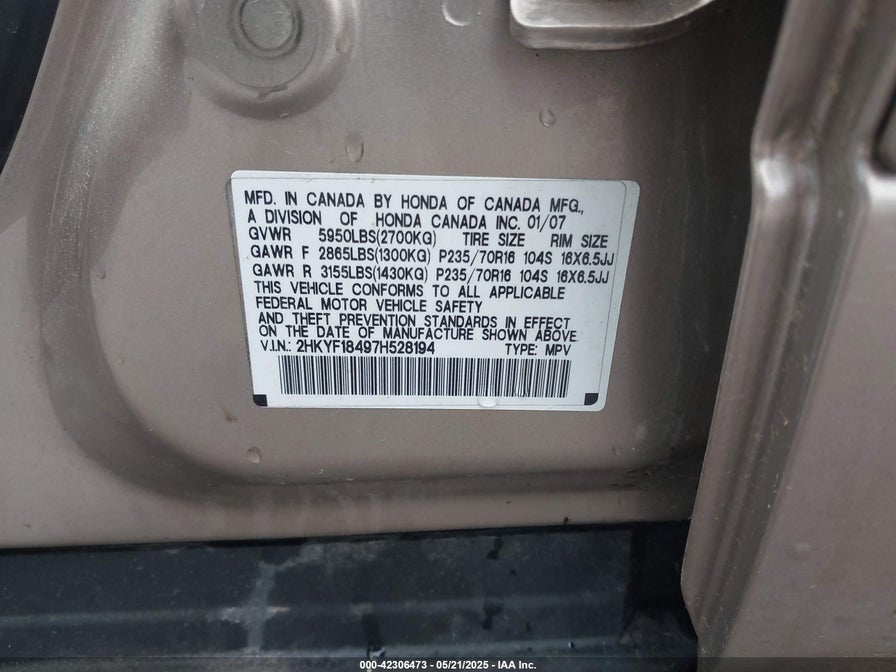 MFD. IN CANADA BY HONDA OF CANADA MFG.,
A DIVISION OF HONDA CANADA INC. 01/07
GVWR 5950LBS(2700KG) TIRE SIZE RIM SIZE
GAWR F 2865LBS(1300KG) P235/70R16 104S 16X6.5JJ
GAWR R 3155LBS(1430KG) P235/70R16 104S 16X6.5JJ
THIS VEHICLE CONFORMS TO ALL APPLICABLE
FEDERAL MOTOR VEHICLE SAFETY
AND THEFT PREVENTION STANDARDS IN EFFECT
ON THE DATE OF MANUFACTURE SHOWN ABOVE.
V.I.N.: 2HKYF18497H528194 TYPE: MPV
000-42306473 - 05/21/2025 - IAA Inc.